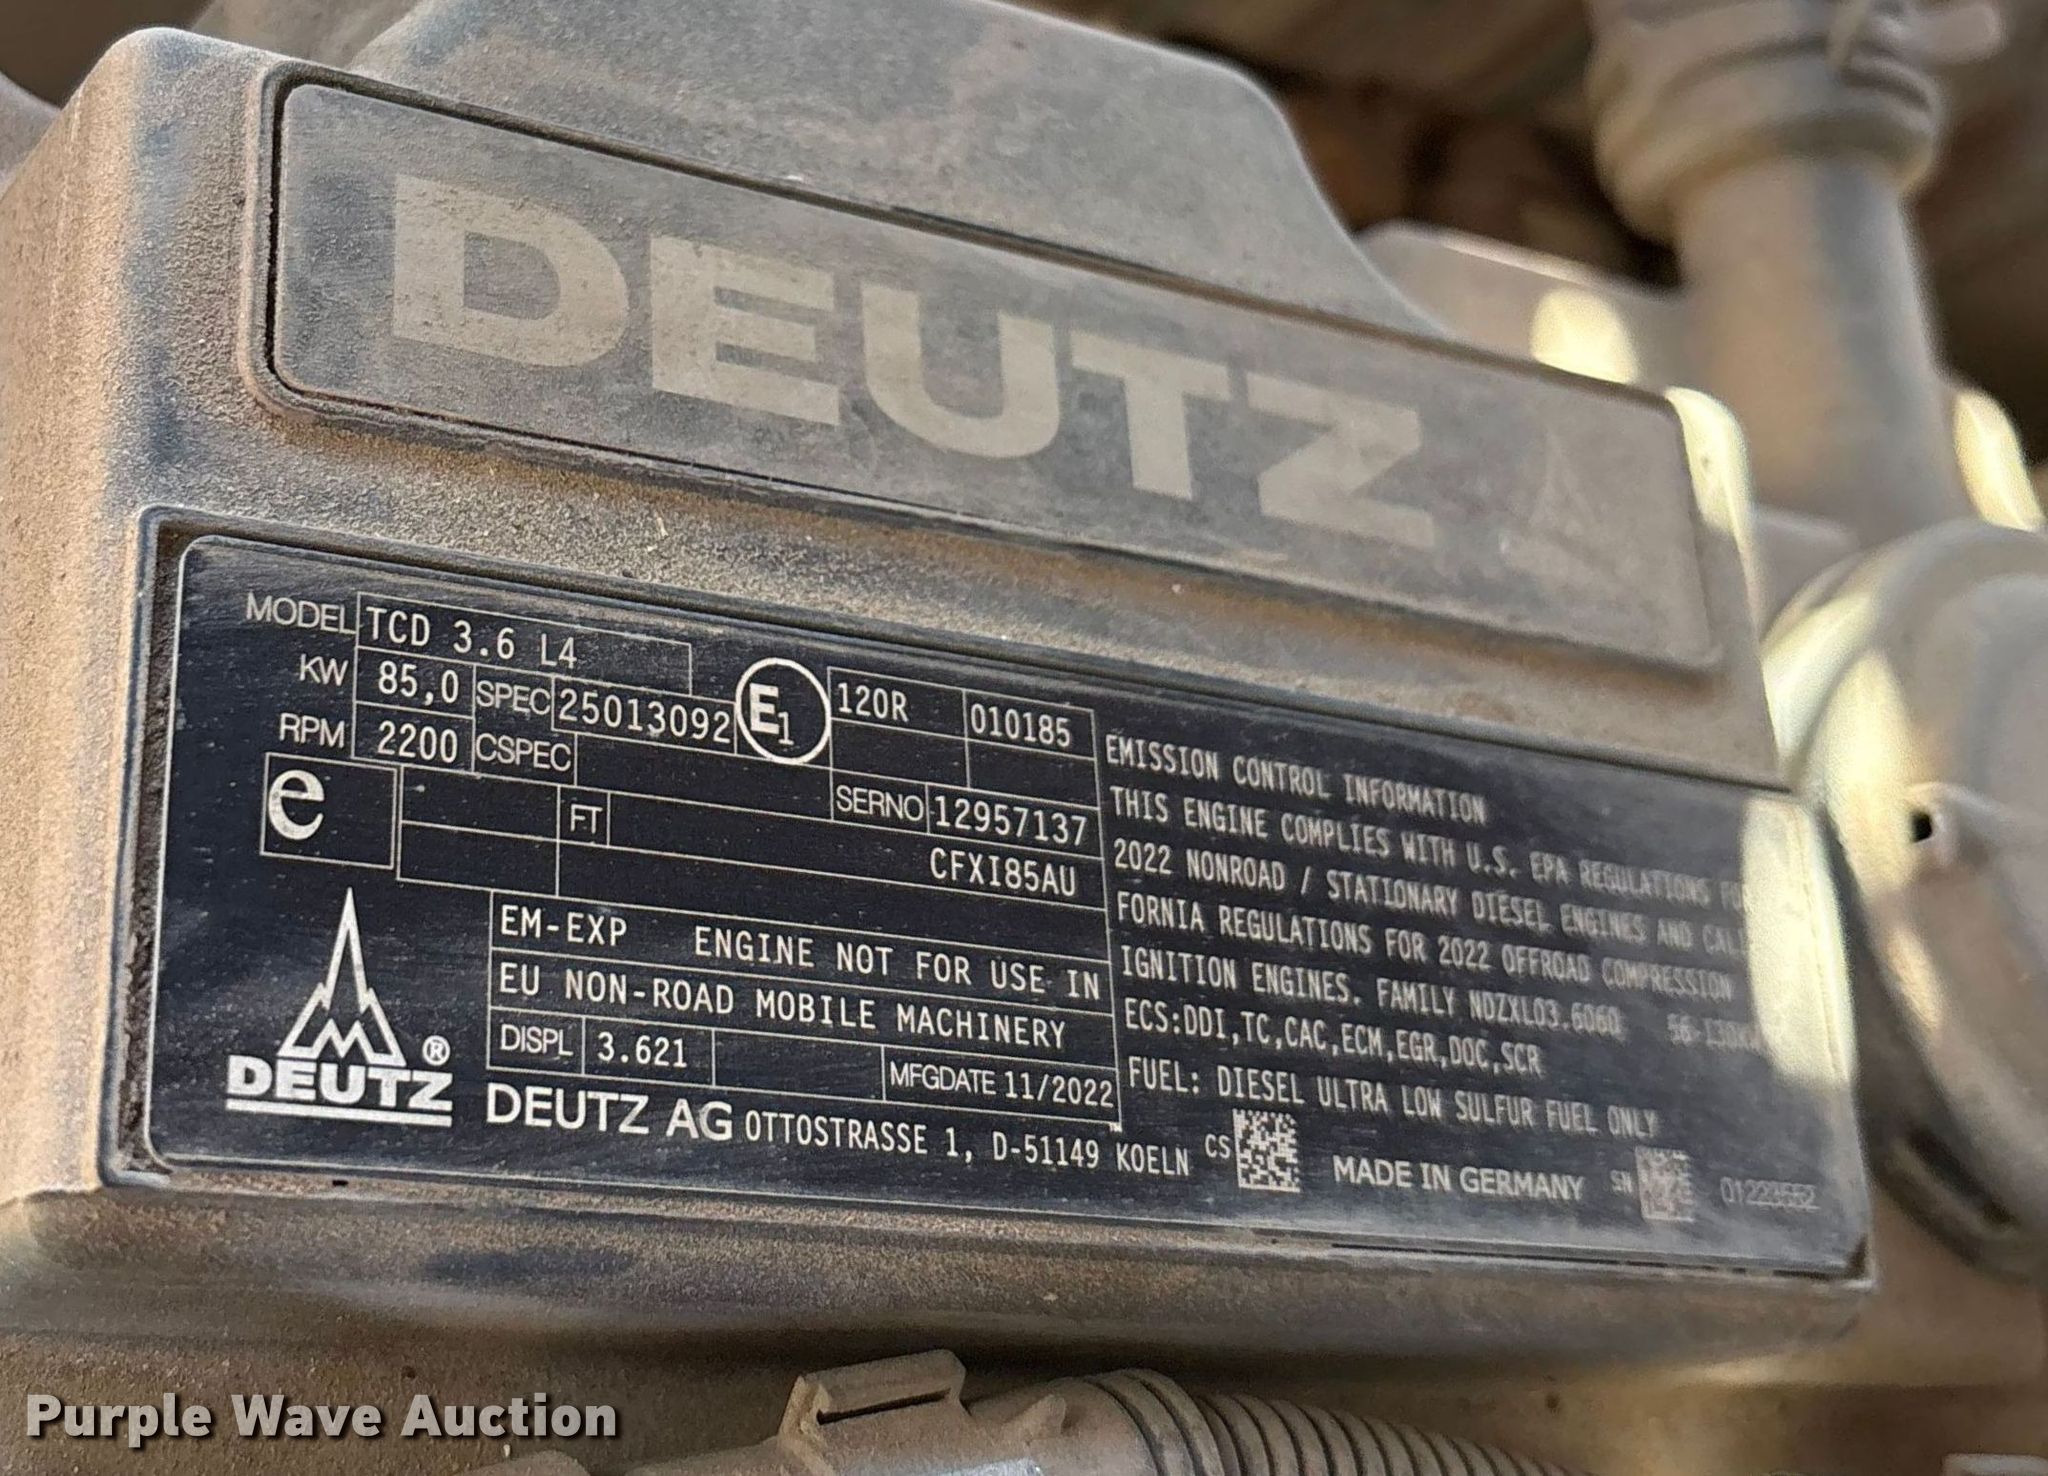 DEUTZ
MODEL TCD 3.6 L4
KW 85,0 SPEC 25013092 E1 120R 010185
RPM 2200 CSPEC
e FT SERNO 12957137
CFXI85AU
EM-EXP ENGINE NOT FOR USE IN
EU NON-ROAD MOBILE MACHINERY
DISPL 3.621 MFGDATE 11/2022
DEUTZ®
DEUTZ AG OTTOSTRASSE 1, D-51149 KOELN
EMISSION CONTROL INFORMATION
THIS ENGINE COMPLIES WITH U.S. EPA REGULATIONS
2022 NONROAD / STATIONARY DIESEL ENGINES AND CALI
FORNIA REGULATIONS FOR 2022 OFFROAD COMPRESSION
IGNITION ENGINES. FAMILY NDZXL03.6060
ECS:DDI,TC,CAC,ECM,EGR,DOC,SCR
FUEL: DIESEL ULTRA LOW SULFUR FUEL ONLY
CS MADE IN GERMANY SN
Purple Wave Auction